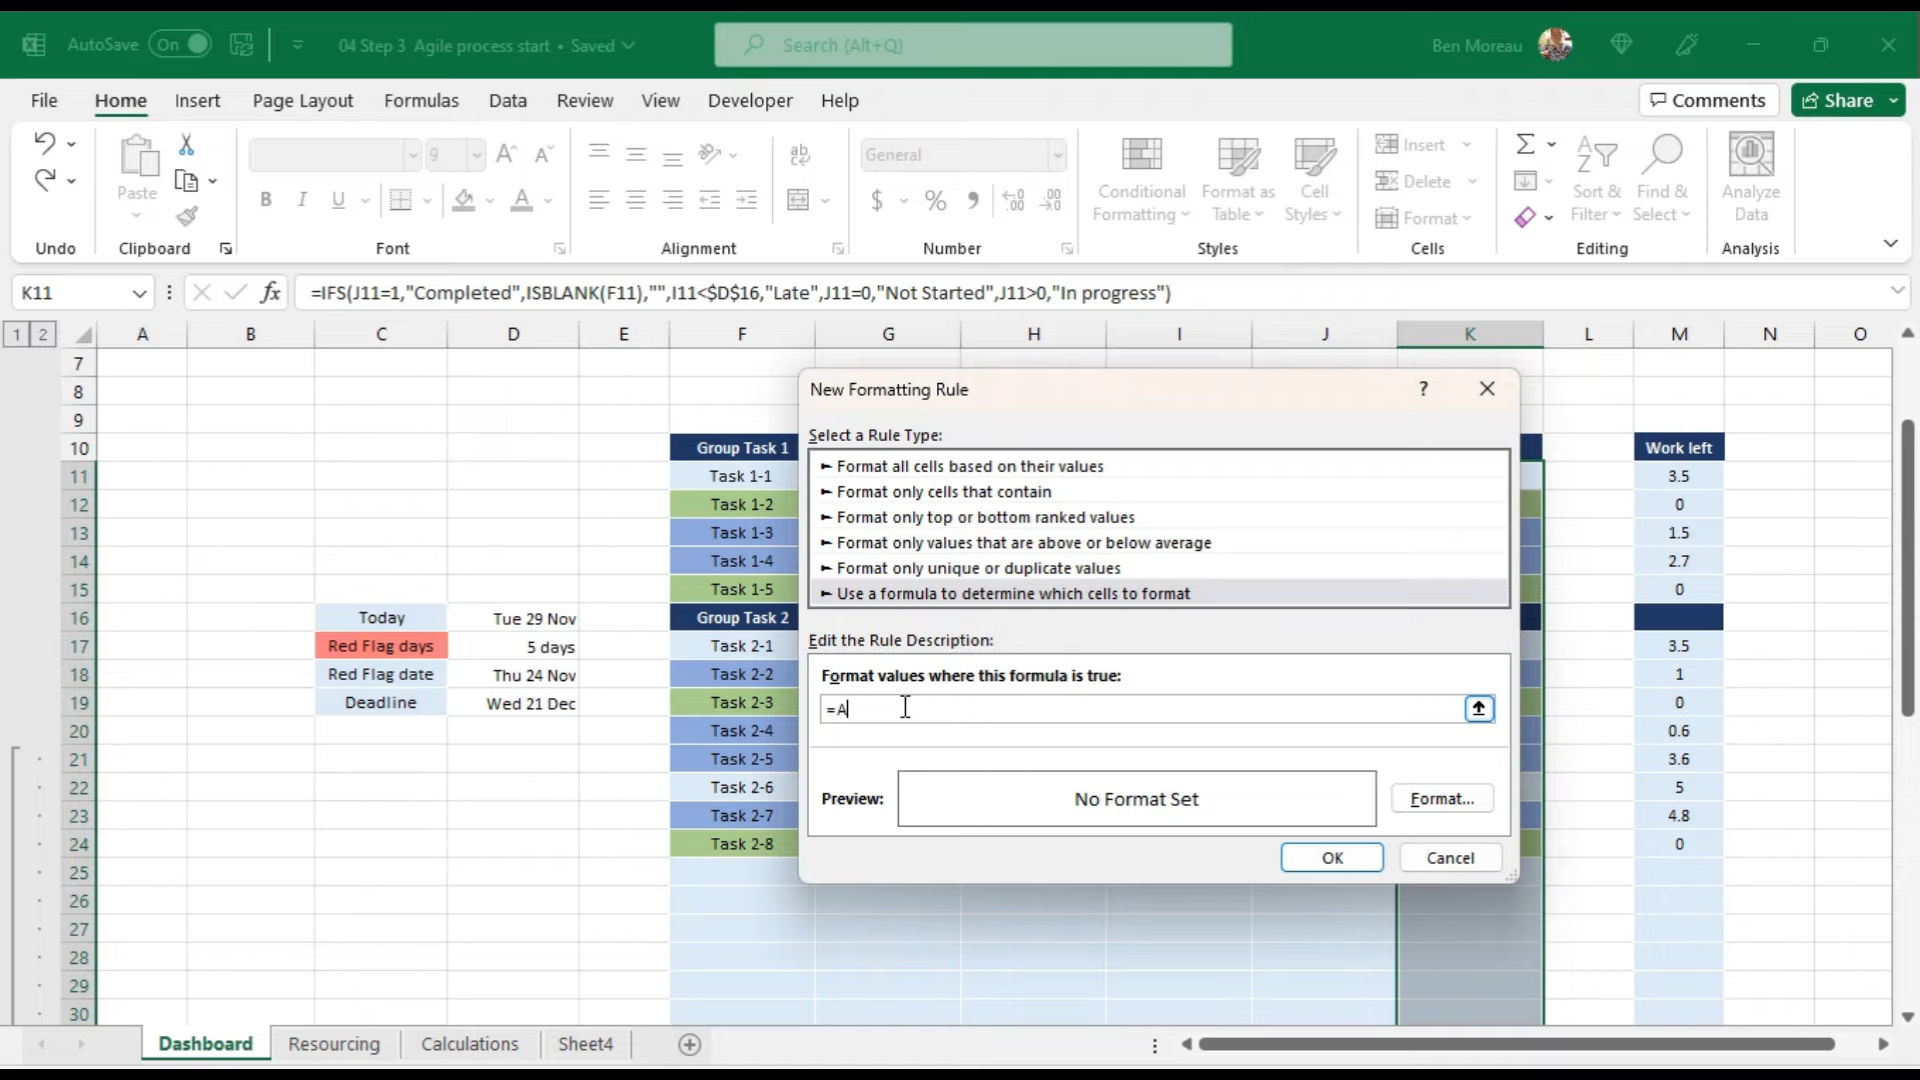 AutoSave On 04 Step 3 Agile process start • Saved Search (Alt+Q) Ben Moreau
File Home Insert Page Layout Formulas Data Review View Developer Help Comments Share
Paste 9 General Conditional Formatting Format as Table Cell Styles Insert Delete Format Sort & Filter Find & Select Analyze Data
Undo Clipboard Font Alignment Number Styles Cells Editing Analysis
K11 fx =IFS(J11=1,"Completed",ISBLANK(F11),"",I11<$D$16,"Late",J11=0,"Not Started",J11>0,"In progress")
1 2 A B C D E F G H I J K L M N O
7
8
9
10 Group Task 1 Work left
11 Task 1-1 3.5
12 Task 1-2 0
13 Task 1-3 1.5
14 Task 1-4 2.7
15 Task 1-5 0
16 Today Tue 29 Nov Group Task 2
17 Red Flag days 5 days Task 2-1 3.5
18 Red Flag date Thu 24 Nov Task 2-2 1
19 Deadline Wed 21 Dec Task 2-3 0
20 Task 2-4 0.6
21 Task 2-5 3.6
22 Task 2-6 5
23 Task 2-7 4.8
24 Task 2-8 0
25
26
27
28
29
30
New Formatting Rule ?
Select a Rule Type:
► Format all cells based on their values
► Format only cells that contain
► Format only top or bottom ranked values
► Format only values that are above or below average
► Format only unique or duplicate values
► Use a formula to determine which cells to format
Edit the Rule Description:
Format values where this formula is true:
=A
Preview: No Format Set Format...
OK Cancel
Dashboard Resourcing Calculations Sheet4